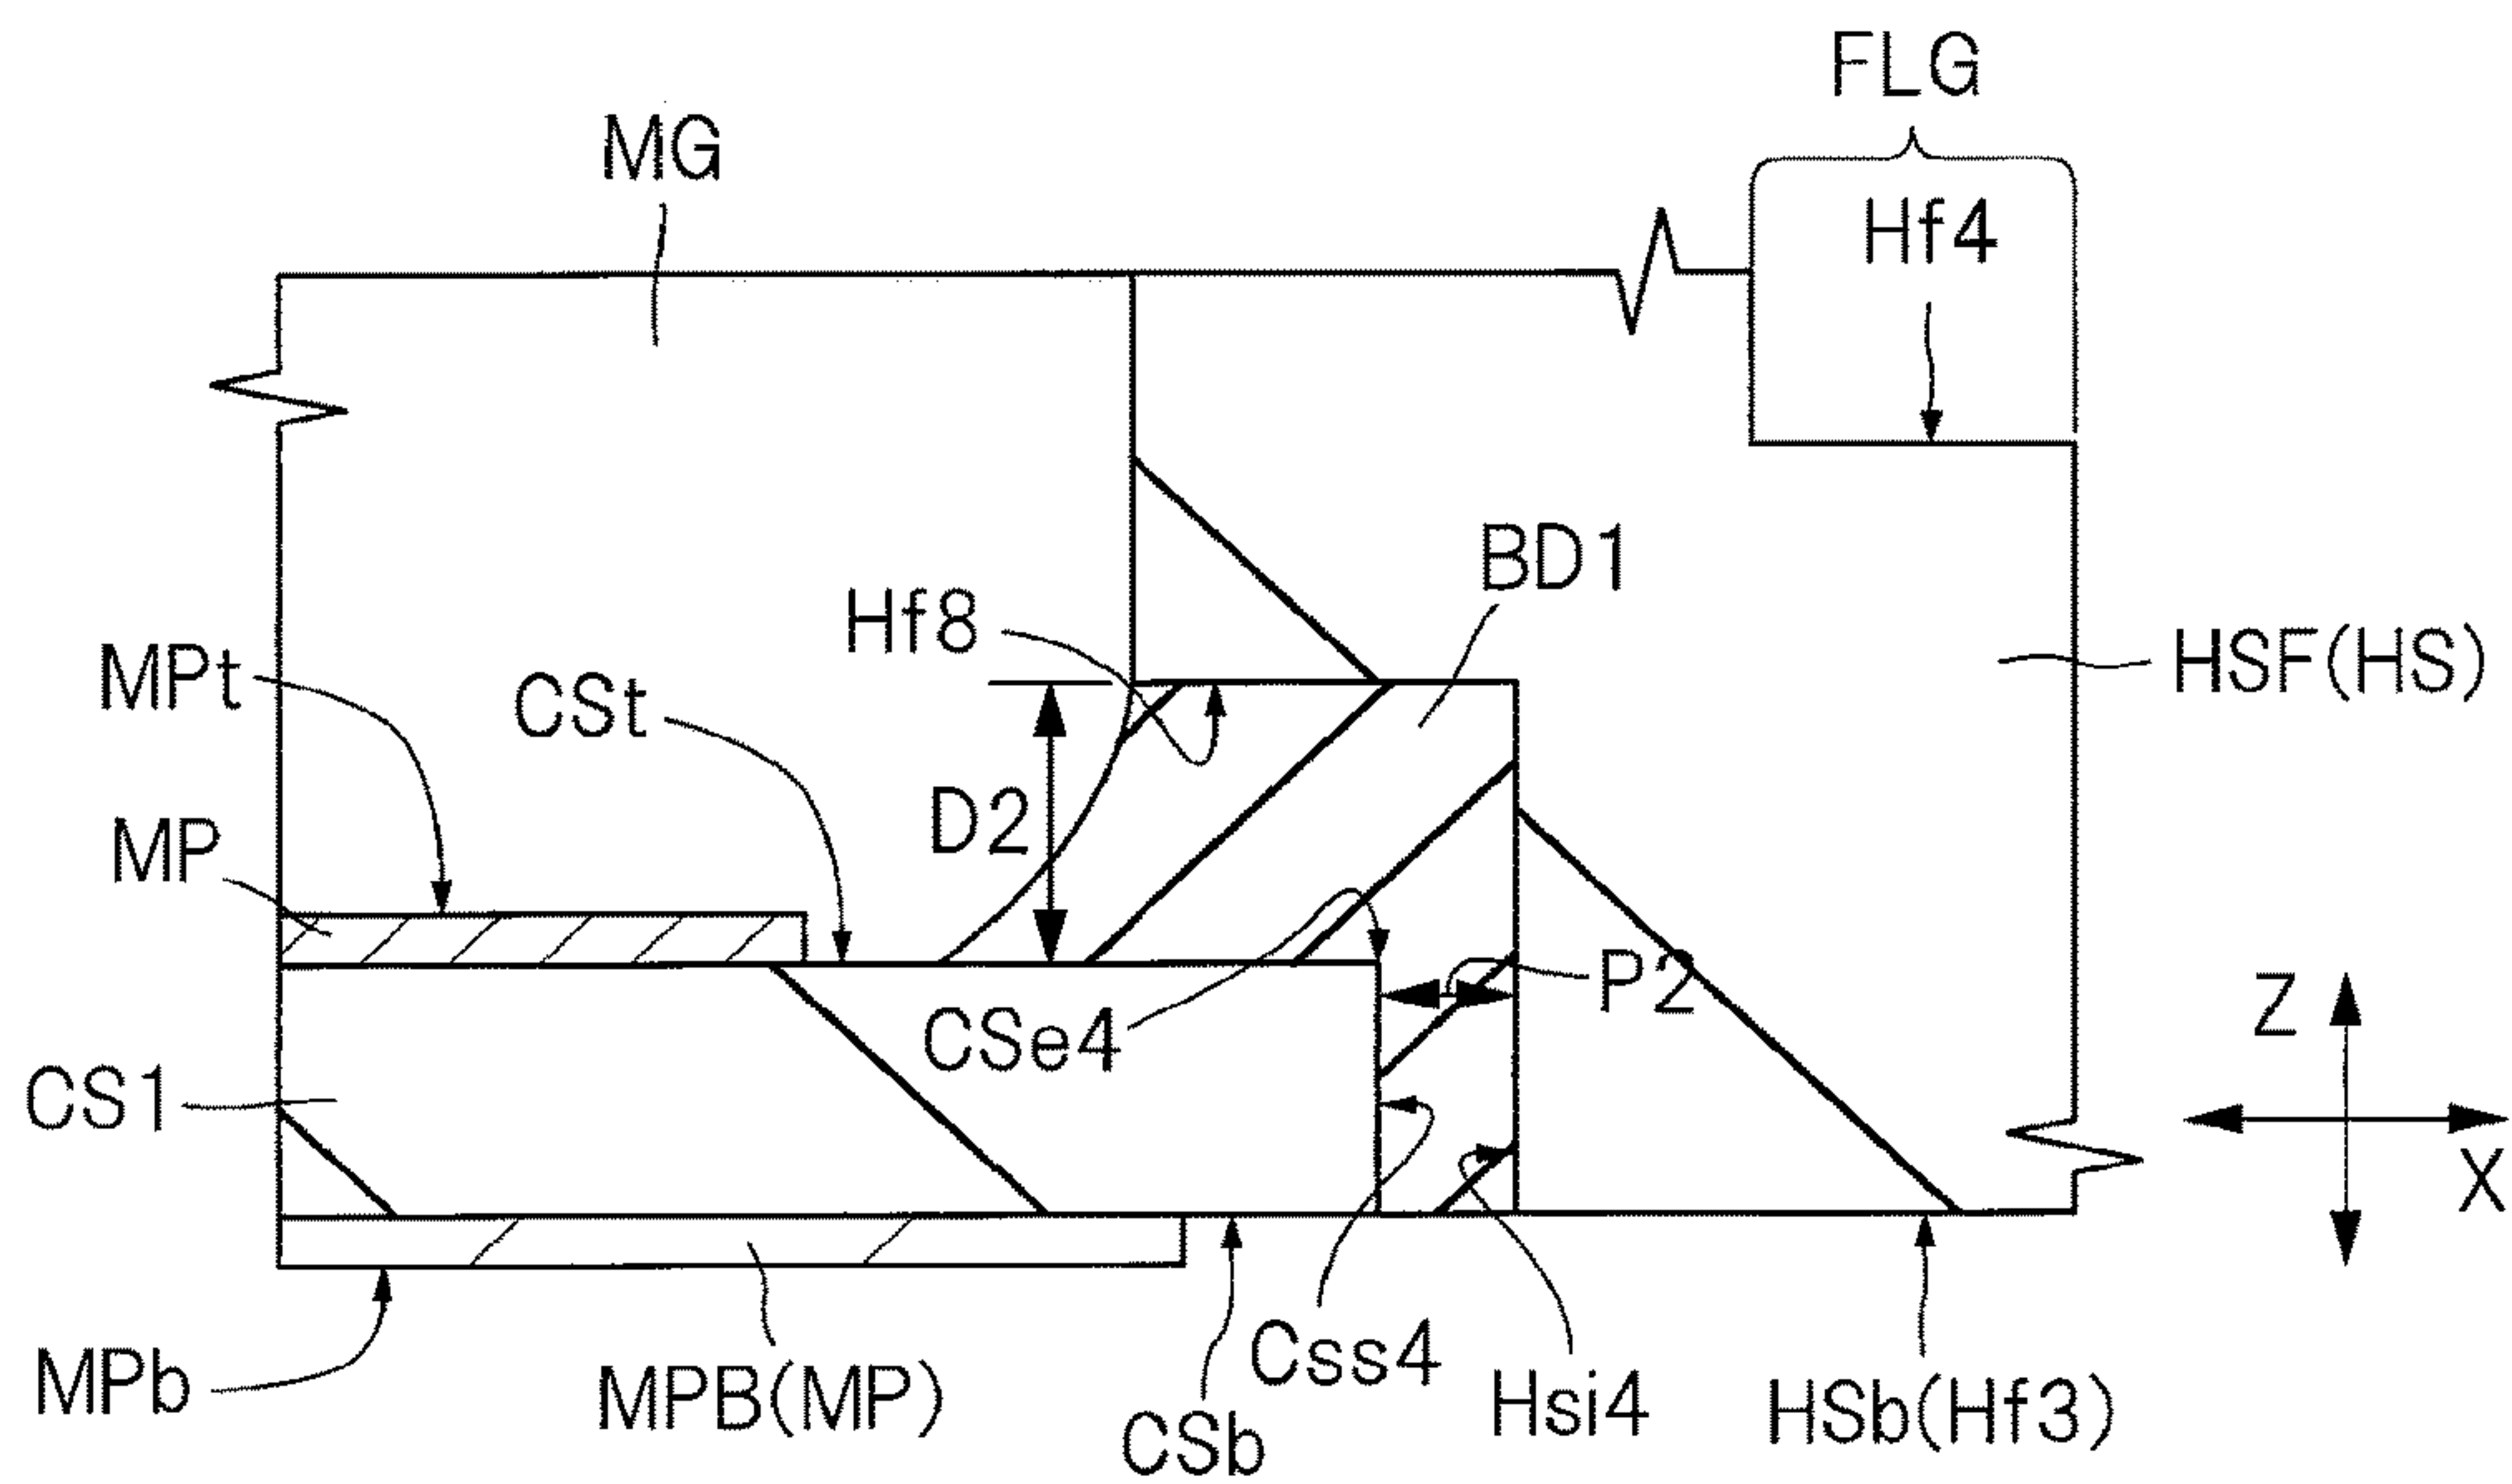 FLG
MG
Hf4
BD1
Hf8
MPt
CSt
HSF(HS)
D2
MP
P2
Z
CSe4
CS1
X
Css4
MPb
MPB(MP)
Hsi4
HSb(Hf3)
CSb